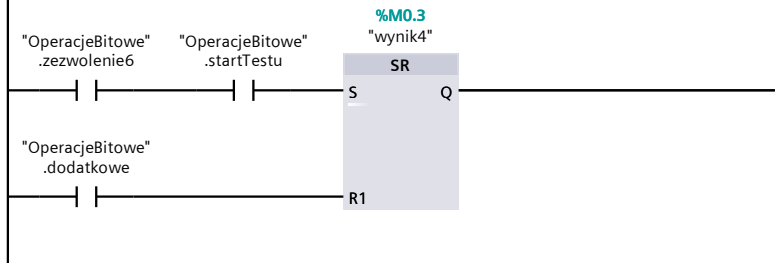 %M0.3
"OperacjeBitowe" "OperacjeBitowe" "wynik4"
.zezwolenie6 .startTestu
SR
S Q
"OperacjeBitowe"
.dodatkowe
R1